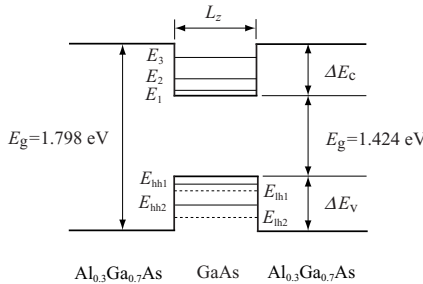 L_z
E_3
E_2
E_1
ΔE_c
E_g=1.798 eV
E_g=1.424 eV
E_hh1
E_lh1
E_hh2
E_lh2
ΔE_v
Al_0.3Ga_0.7As GaAs Al_0.3Ga_0.7As